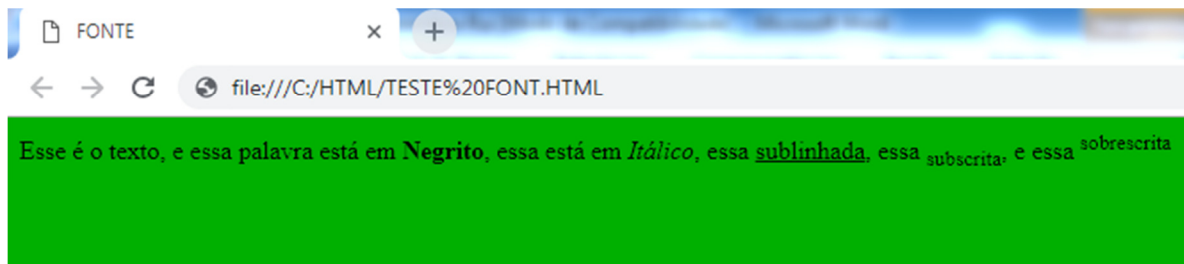 FONTE
file:///C:/HTML/TESTE%20FONT.HTML
Esse é o texto, e essa palavra está em Negrito, essa está em Itálico, essa sublinhada, essa subscrita, e essa sobrescrita